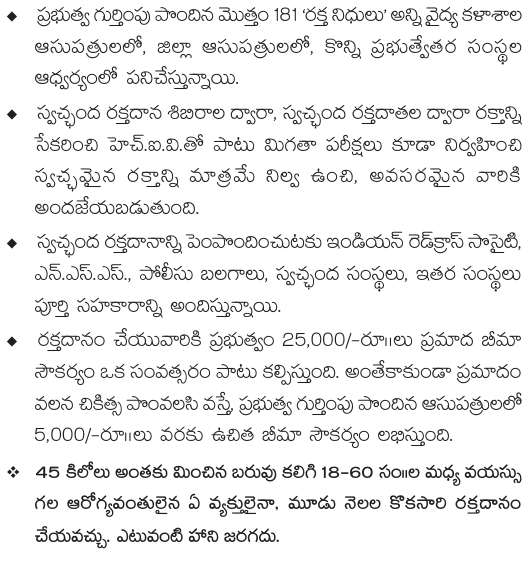 ◆ ప్రభుత్వ గుర్తింపు పొందిన మొత్తం 181 ‘రక్త నిధులు’ అన్ని వైద్య కళాశాల
ఆసుపత్రులలో, జిల్లా ఆసుపత్రులలో, కొన్ని ప్రభుత్వేతర సంస్థల
ఆధ్వర్యంలో పనిచేస్తున్నాయి.
◆ స్వచ్ఛంద రక్తదాన శిబిరాల ద్వారా, స్వచ్ఛంద రక్తదాతల ద్వారా రక్తాన్ని
సేకరించి హెచ్.ఐ.వి.తో పాటు మిగతా పరీక్షలు కూడా నిర్వహించి
స్వచ్ఛమైన రక్తాన్ని మాత్రమే నిల్వ ఉంచి, అవసరమైన వారికి
అందజేయబడుతుంది.
◆ స్వచ్ఛంద రక్తదానాన్ని పెంపొందించుటకు ఇండియన్ రెడ్‌క్రాస్ సొసైటి,
ఎన్.ఎస్.ఎస్., పోలీసు బలగాలు, స్వచ్ఛంద సంస్థలు, ఇతర సంస్థలు
పూర్తి సహకారాన్ని అందిస్తున్నాయి.
◆ రక్తదానం చేయువారికి ప్రభుత్వం 25,000/-రూ॥లు ప్రమాద బీమా
సౌకర్యం ఒక సంవత్సరం పాటు కల్పిస్తుంది. అంతేకాకుండా ప్రమాదం
వలన చికిత్స పొందవలసి వస్తే, ప్రభుత్వ గుర్తింపు పొందిన ఆసుపత్రులలో
5,000/-రూ॥లు వరకు ఉచిత బీమా సౌకర్యం లభిస్తుంది.
❖ 45 కిలోలు అంతకు మించిన బరువు కలిగి 18-60 సం॥ల మధ్య వయస్సు
గల ఆరోగ్యవంతులైన ఏ వ్యక్తులైనా, మూడు నెలల కొకసారి రక్తదానం
చేయవచ్చు. ఎటువంటి హాని జరగదు.